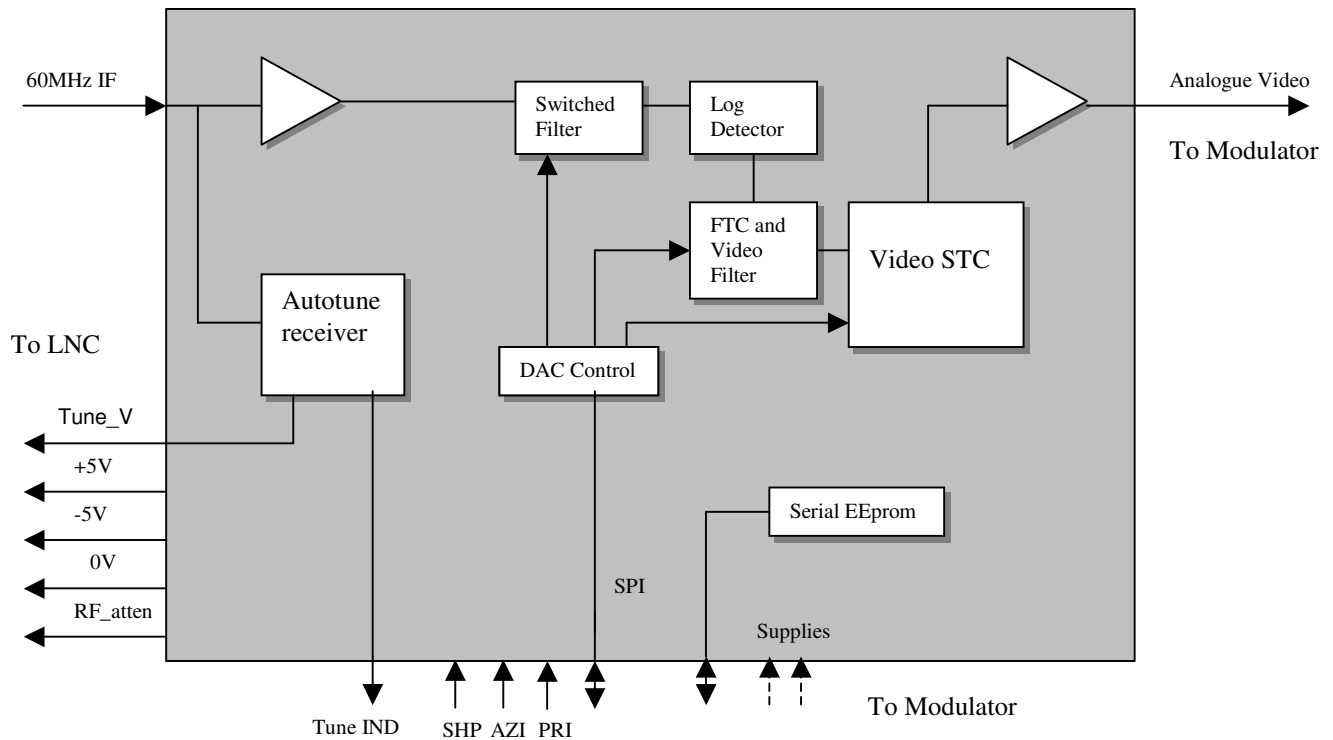 60MHz IF
Switched
Filter
Log
Detector
Analogue Video
To Modulator
FTC and
Video
Filter
Video STC
Autotune
receiver
To LNC
DAC Control
Tune_V
+5V
-5V
0V
RF_atten
Serial EEprom
SPI
Supplies
Tune IND
SHP
AZI
PRI
To Modulator